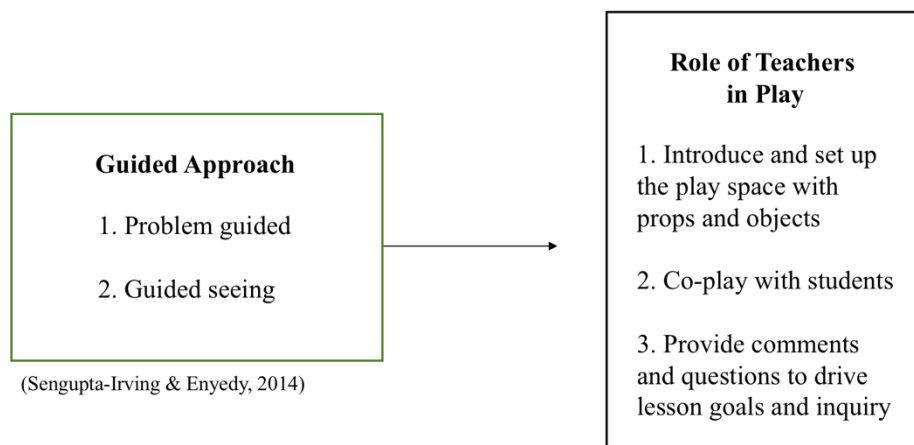 Guided Approach
1. Problem guided
2. Guided seeing
(Sengupta-Irving & Enyedy, 2014)
Role of Teachers
in Play
1. Introduce and set up
the play space with
props and objects
2. Co-play with students
3. Provide comments
and questions to drive
lesson goals and inquiry